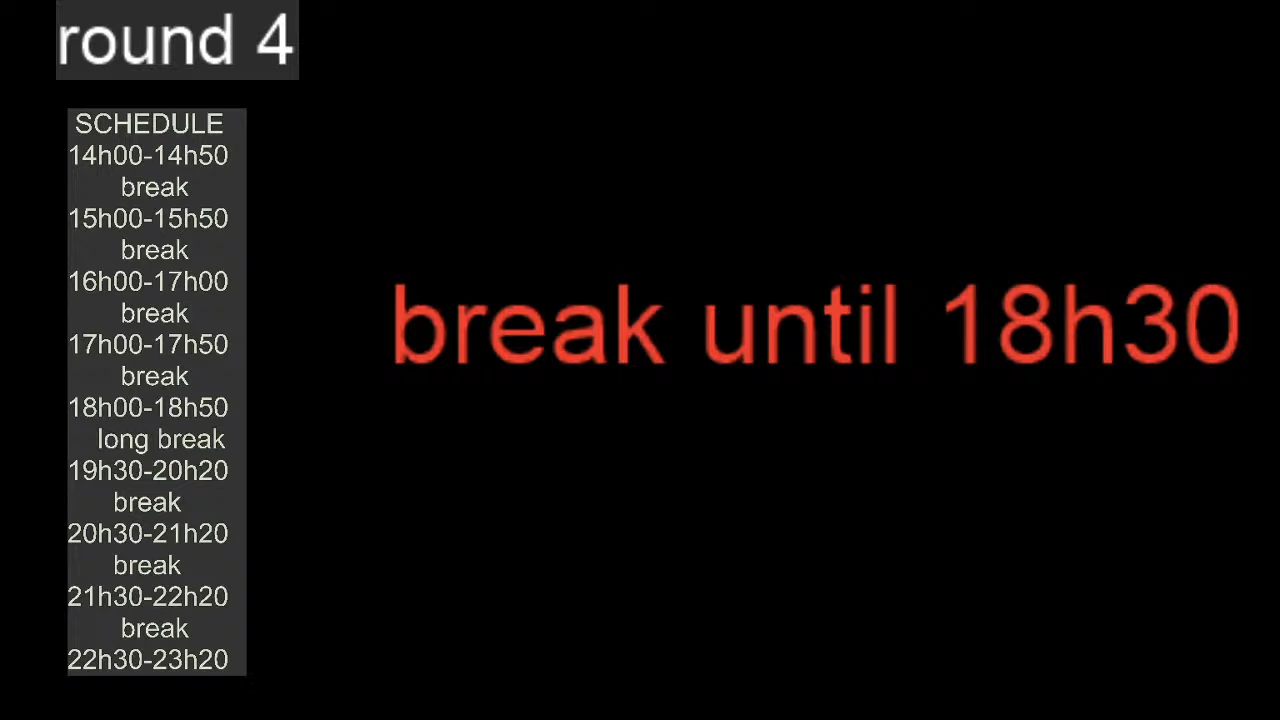 round 4
SCHEDULE
14h00-14h50
break
15h00-15h50
break
16h00-17h00
break
17h00-17h50
break
18h00-18h50
long break
19h30-20h20
break
20h30-21h20
break
21h30-22h20
break
22h30-23h20
break until 18h30